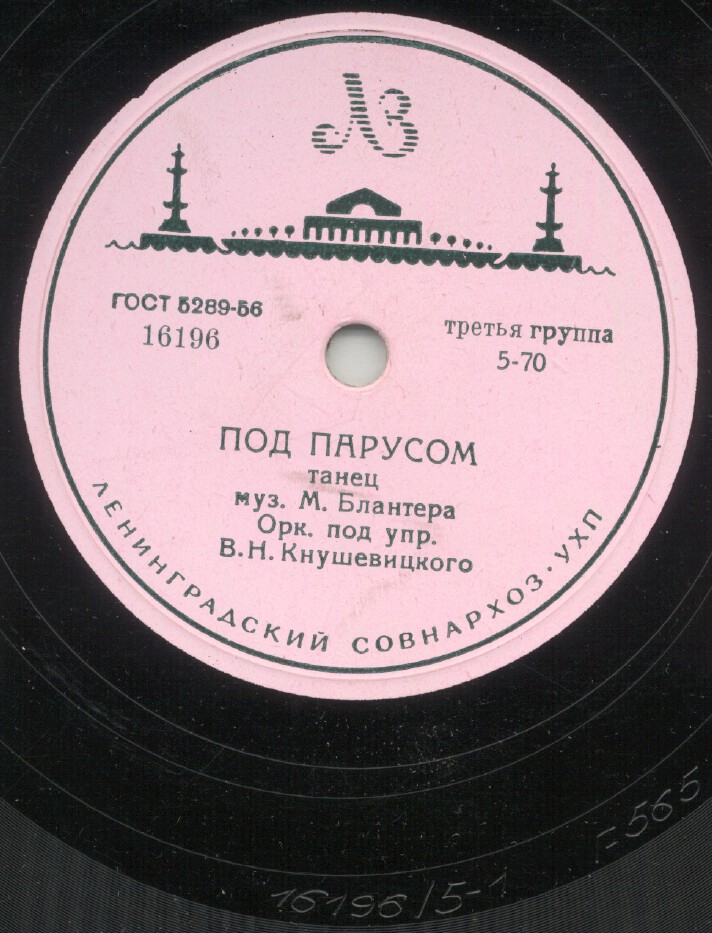 ЛЗ
ГОСТ 5289-56
16196
третья группа
5-70
ПОД ПАРУСОМ
танец
муз. М. Блантера
Орк. под упр.
В.Н. Кнушевицкого
ЛЕНИНГРАДСКИЙ СОВНАРХОЗ · УХП
16196/5-1
F-565